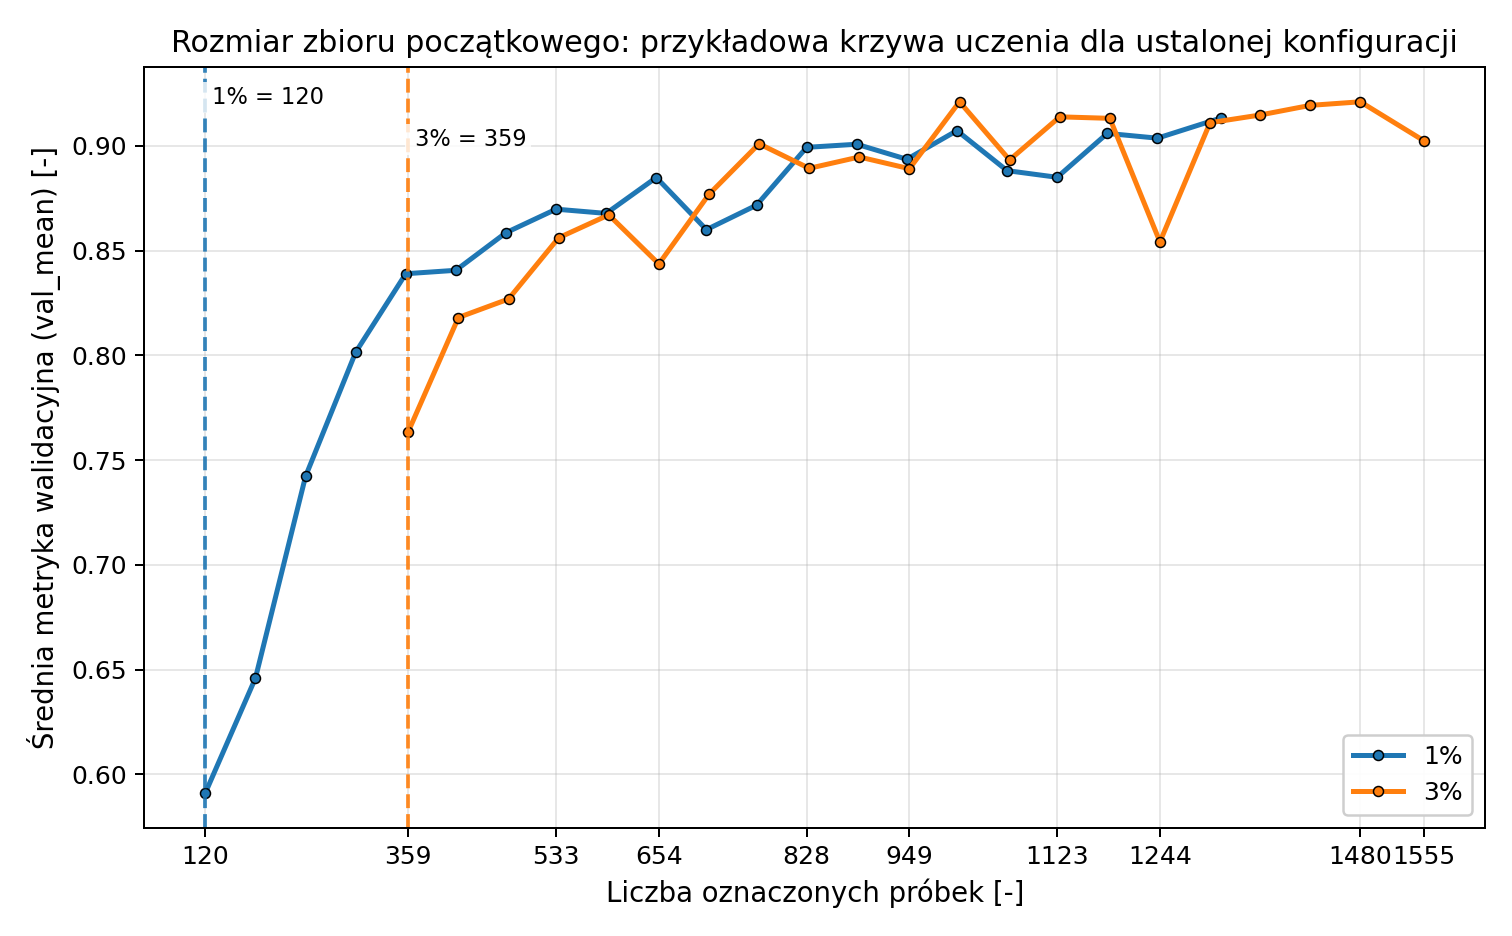 Rozmiar zbioru początkowego: przykładowa krzywa uczenia dla ustalonej konfiguracji
1% = 120
3% = 359
Średnia metryka walidacyjna (val_mean) [-]
0.90
0.85
0.80
0.75
0.70
0.65
0.60
1%
3%
120 359 533 654 828 949 1123 1244 1480 1555
Liczba oznaczonych próbek [-]